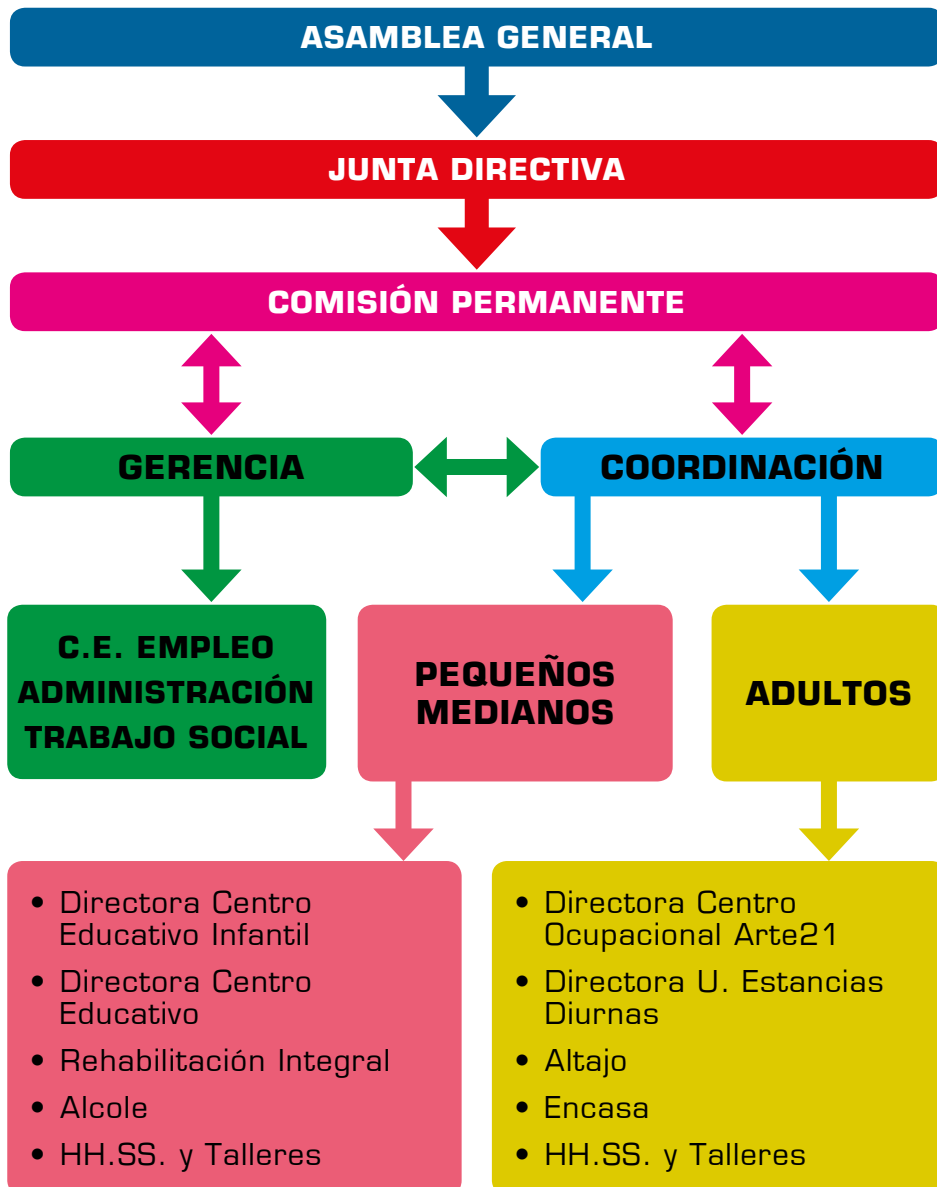 ASAMBLEA GENERAL
JUNTA DIRECTIVA
COMISIÓN PERMANENTE
GERENCIA
COORDINACIÓN
C.E. EMPLEO
ADMINISTRACIÓN
TRABAJO SOCIAL
PEQUEÑOS
MEDIANOS
ADULTOS
• Directora Centro
Educativo Infantil
• Directora Centro
Educativo
• Rehabilitación Integral
• Alcole
• HH.SS. y Talleres
• Directora Centro
Ocupacional Arte21
• Directora U. Estancias
Diurnas
• Altajo
• Encasa
• HH.SS. y Talleres